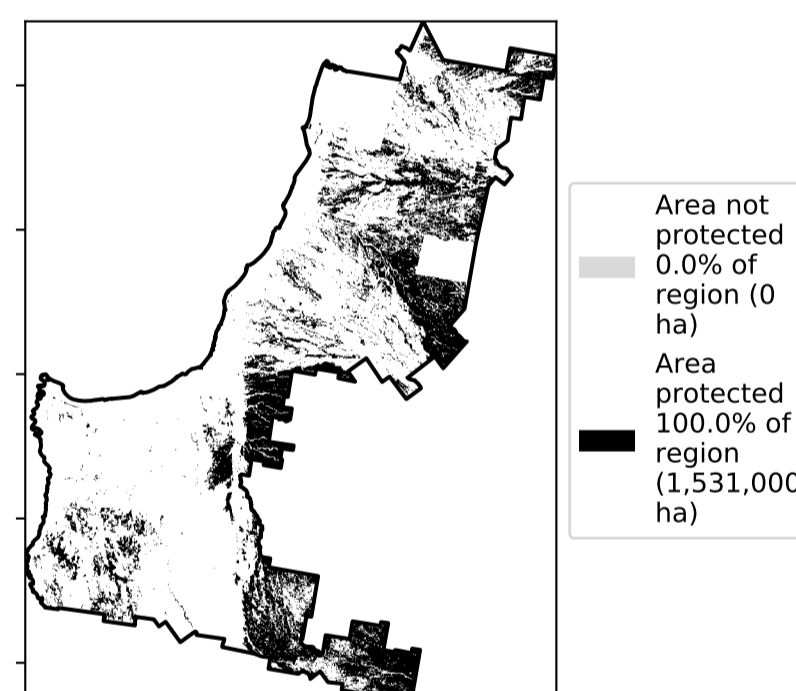 Area not
protected
0.0% of
region (0
ha)
Area
protected
100.0% of
region
(1,531,000
ha)